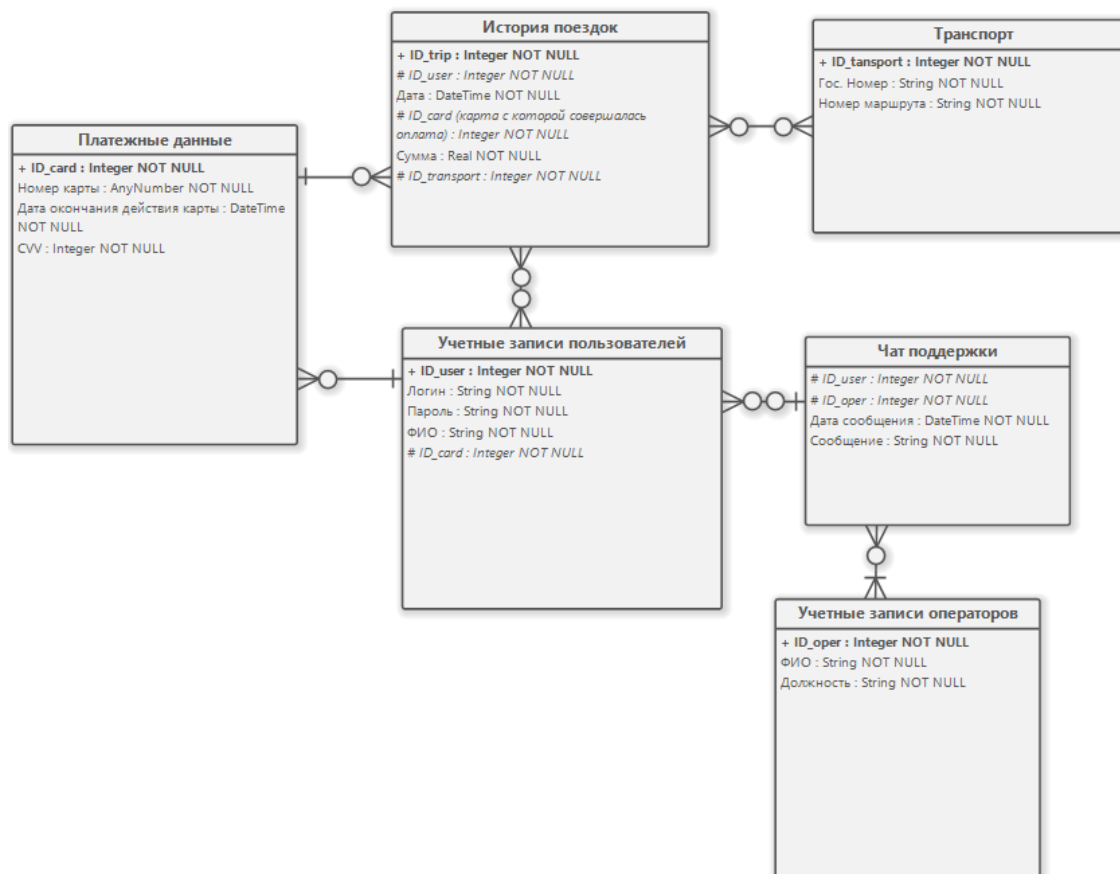 История поездок
+ ID_trip : Integer NOT NULL
# ID_user : Integer NOT NULL
Дата : DateTime NOT NULL
# ID_card (карта с которой совершалась
оплата) : Integer NOT NULL
Сумма : Real NOT NULL
# ID_transport : Integer NOT NULL
Транспорт
+ ID_tansport : Integer NOT NULL
Гос. Номер : String NOT NULL
Номер маршрута : String NOT NULL
Платежные данные
+ ID_card : Integer NOT NULL
Номер карты : AnyNumber NOT NULL
Дата окончания действия карты : DateTime
NOT NULL
CVV : Integer NOT NULL
Учетные записи пользователей
+ ID_user : Integer NOT NULL
Логин : String NOT NULL
Пароль : String NOT NULL
ФИО : String NOT NULL
# ID_card : Integer NOT NULL
Чат поддержки
# ID_user : Integer NOT NULL
# ID_oper : Integer NOT NULL
Дата сообщения : DateTime NOT NULL
Сообщение : String NOT NULL
Учетные записи операторов
+ ID_oper : Integer NOT NULL
ФИО : String NOT NULL
Должность : String NOT NULL